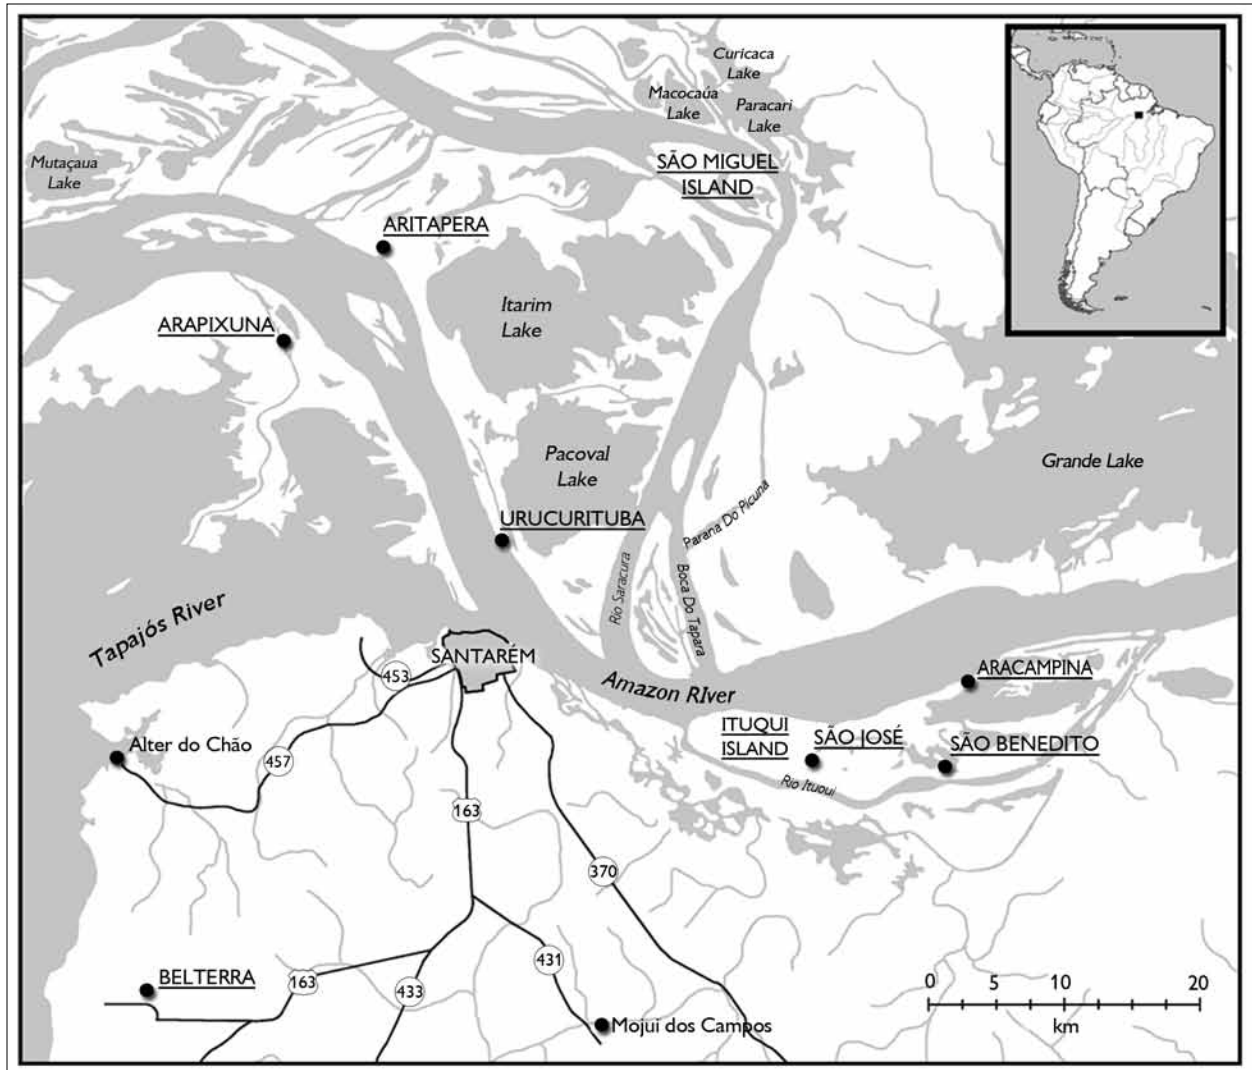 Curicaca
Lake
Macocaúa
Lake
Paracari
Lake
Mutaçaua
Lake
SÃO MIGUEL
ISLAND
ARITAPERA
Itarim
Lake
ARAPIXUNA
Pacoval
Lake
Grande Lake
URUCURITUBA
Parana Do Picuna
Rio Saracura
Boca Do Tapara
Tapajós River
SANTARÉM
453
Amazon RIver
ARACAMPINA
ITUQUI
ISLAND
SÃO JOSÉ
SÃO BENEDITO
Alter do Chão
457
Rio Ituqui
163
370
431
BELTERRA
163
433
Mojui dos Campos
0 5 10 20
km